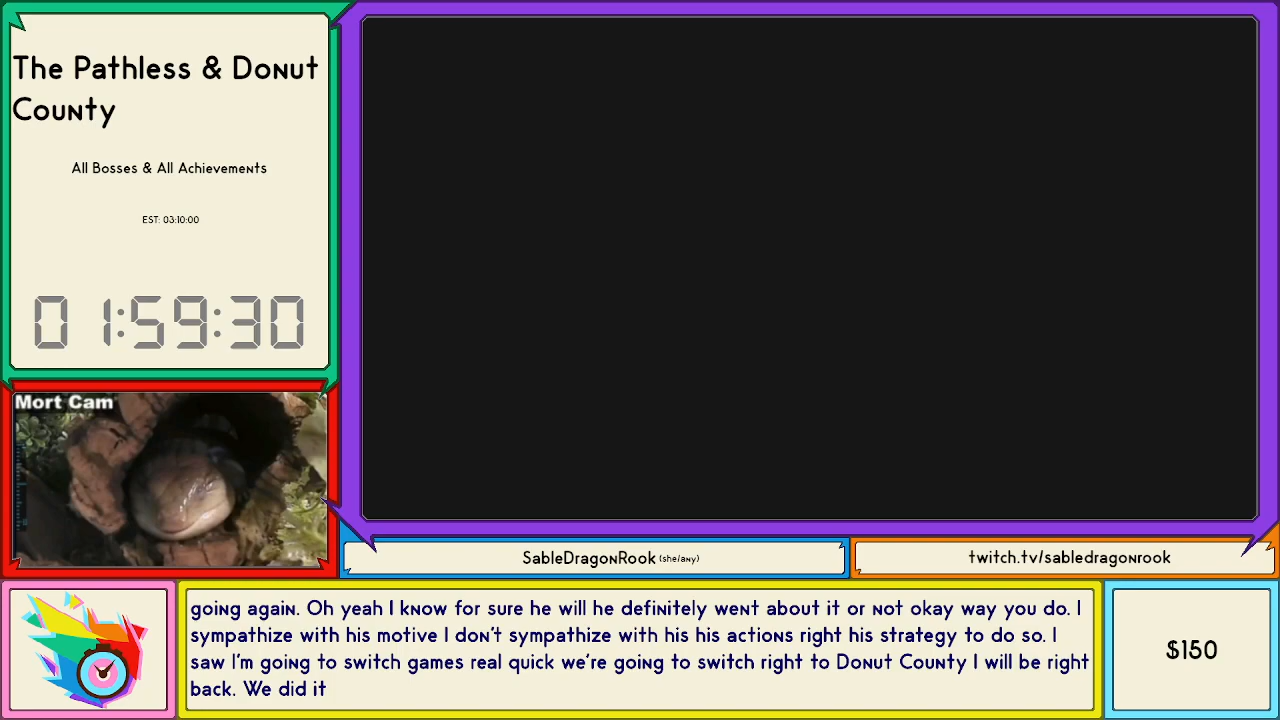 The Pathless & Donut
County
All Bosses & All Achievements
EST: 03:10:00
01:59:30
Mort Cam
SableDragonRook (she/any)
twitch.tv/sabledragonrook
going again. Oh yeah I know for sure he will he definitely went about it or not okay way you do. I
sympathize with his motive I don't sympathize with his his actions right his strategy to do so. I
saw I'm going to switch games real quick we're going to switch right to Donut County I will be right
back. We did it
$150